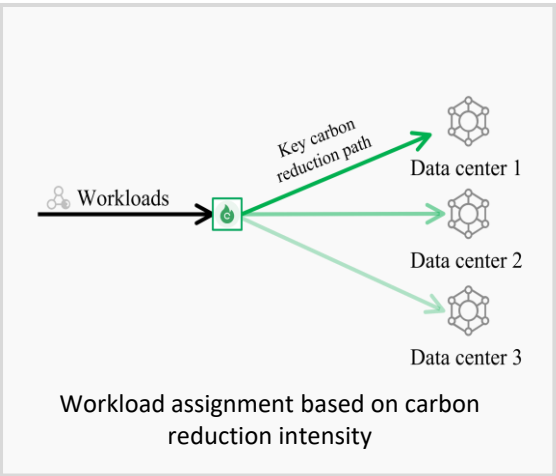 Key carbon
reduction path
Data center 1
Workloads
Data center 2
Data center 3
Workload assignment based on carbon
reduction intensity